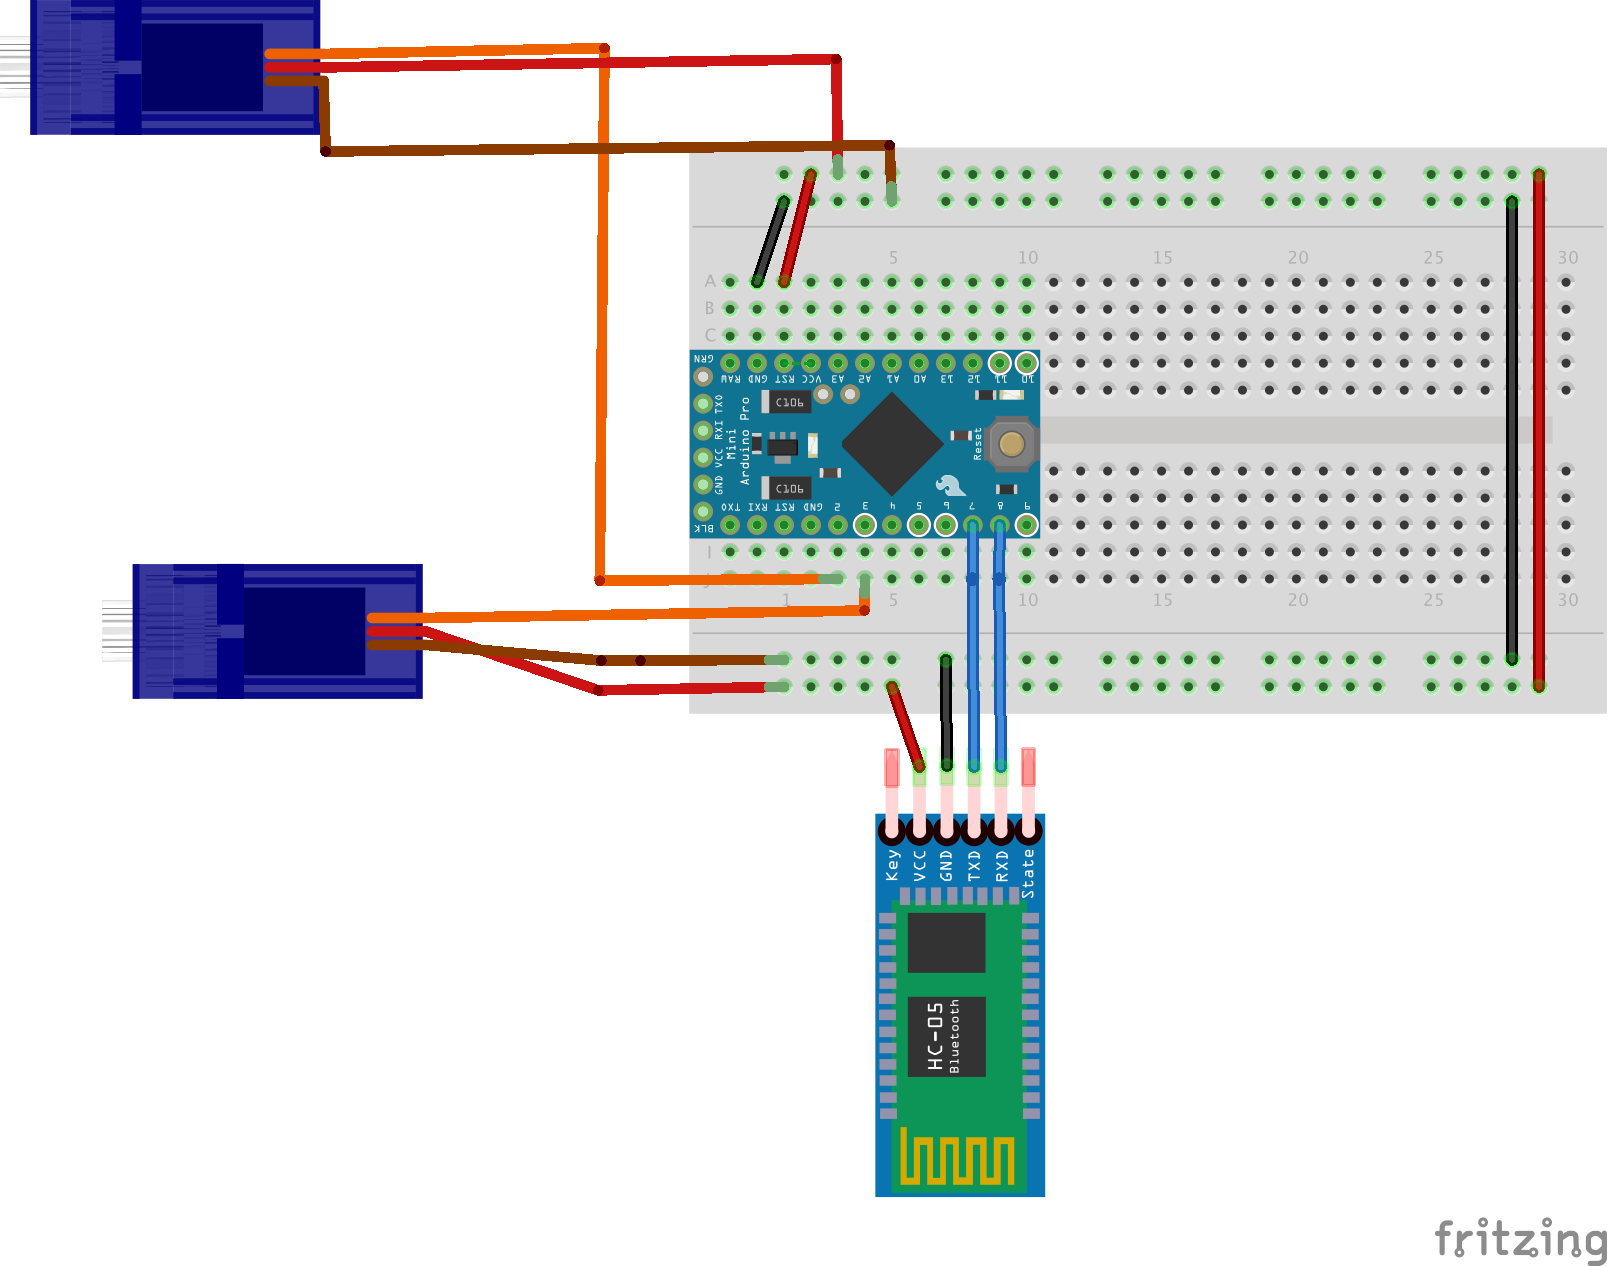 5 10 15 20 25 30
A
B
C
GRN
RAW GND RST VCC A3 A2 A1 A0 13 12 11 10
C106
TXO
RXI
VCC
GND
BLK
Arduino Pro
Mini
Reset
C106
TXO RXI RST GND 2 3 4 5 6 7 8 9
I
J
1 5 10 15 20 25 30
Key VCC GND TXD RXD State
HC-05
Bluetooth
fritzing